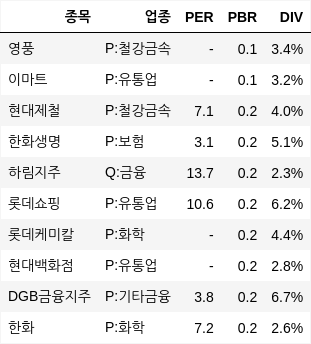 종목 업종 PER PBR DIV
영풍 P:철강금속 - 0.1 3.4%
이마트 P:유통업 - 0.1 3.2%
현대제철 P:철강금속 7.1 0.2 4.0%
한화생명 P:보험 3.1 0.2 5.1%
하림지주 Q:금융 13.7 0.2 2.3%
롯데쇼핑 P:유통업 10.6 0.2 6.2%
롯데케미칼 P:화학 - 0.2 4.4%
현대백화점 P:유통업 - 0.2 2.8%
DGB금융지주 P:기타금융 3.8 0.2 6.7%
한화 P:화학 7.2 0.2 2.6%